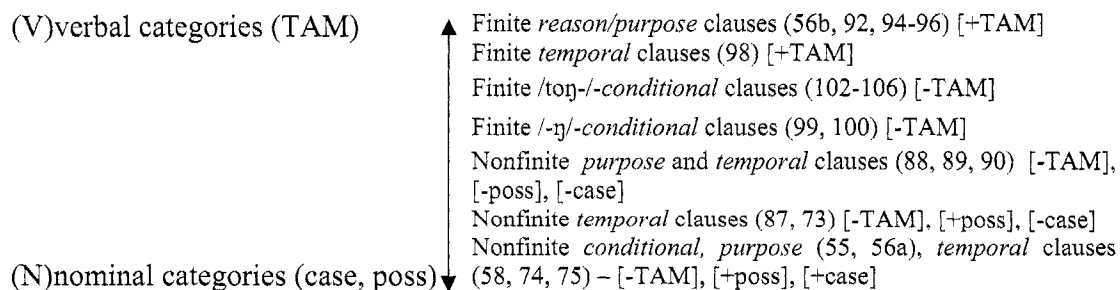 (V)verbal categories (TAM)
Finite reason/purpose clauses (56b, 92, 94-96) [+TAM]
Finite temporal clauses (98) [+TAM]
Finite /toŋ-/-conditional clauses (102-106) [-TAM]
Finite /-ŋ/-conditional clauses (99, 100) [-TAM]
Nonfinite purpose and temporal clauses (88, 89, 90) [-TAM],
[-poss], [-case]
Nonfinite temporal clauses (87, 73) [-TAM], [+poss], [-case]
Nonfinite conditional, purpose (55, 56a), temporal clauses
(N)nominal categories (case, poss) (58, 74, 75) – [-TAM], [+poss], [+case]